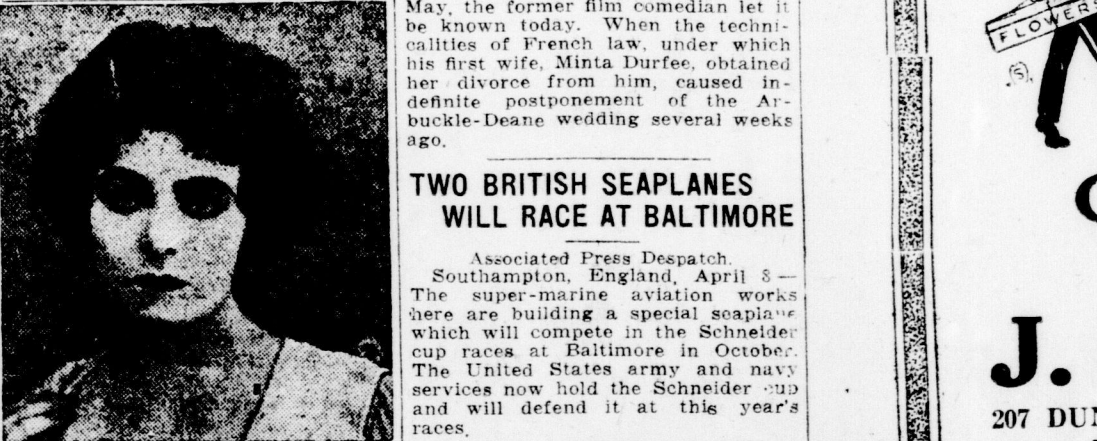 May, the former film comedian let it
be known today. When the techni-
calities of French law, under which
his first wife, Minta Durfee, obtained
her divorce from him, caused in-
definite postponement of the Ar-
buckle-Deane wedding several weeks
ago.
TWO BRITISH SEAPLANES
WILL RACE AT BALTIMORE
Associated Press Despatch.
Southampton, England, April 8—
The super-marine aviation works
here are building a special seaplane
which will compete in the Schneider
cup races at Baltimore in October.
The United States army and navy
services now hold the Schneider cup
and will defend it at this year's
races.
FLOWERS
J.
207